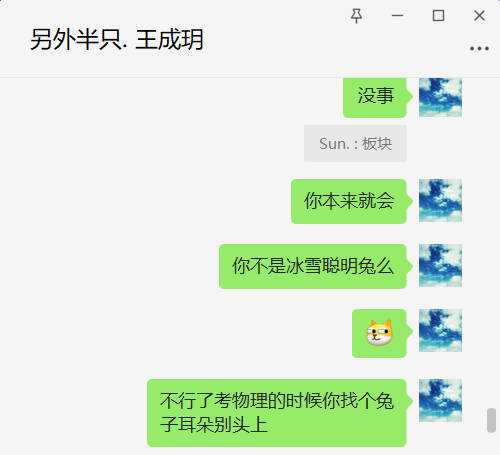 另外半只. 王成玥
没事
Sun. : 板块
你本来就会
你不是冰雪聪明兔么
不行了考物理的时候你找个兔
子耳朵别头上